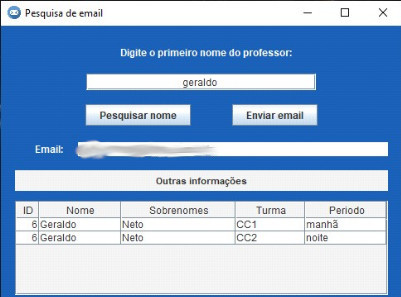 Pesquisa de email
Digite o primeiro nome do professor:
geraldo
Pesquisar nome Enviar email
Email:
Outras informações
ID Nome Sobrenomes Turma Periodo
6 Geraldo Neto CC1 manhã
6 Geraldo Neto CC2 noite